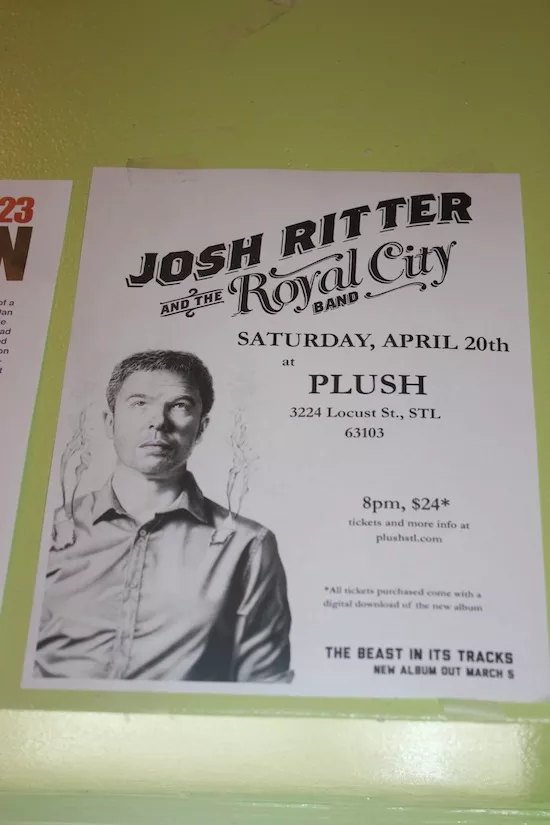 23
N
of a
JOSH RITTER
AND THE Royal City
BAND
SATURDAY, APRIL 20th
at
PLUSH
3224 Locust St., STL
63103
8pm, $24*
tickets and more info at
plushstl.com
*All tickets purchased come with a
digital download of the new album
THE BEAST IN ITS TRACKS
NEW ALBUM OUT MARCH 5